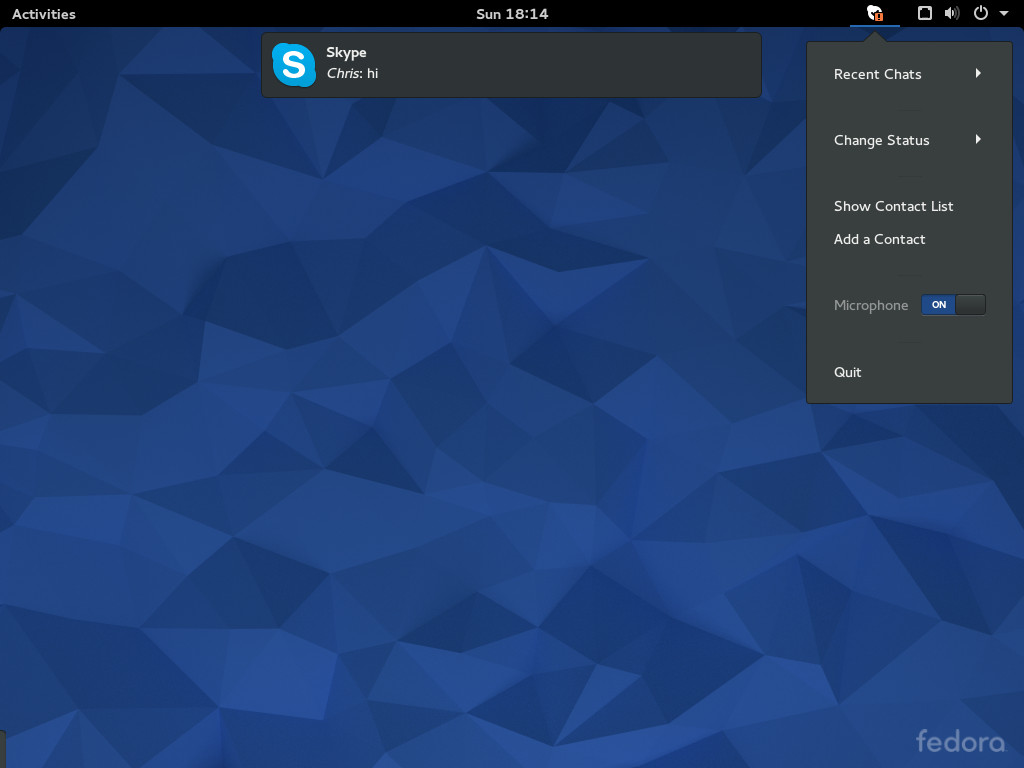 Activities
Sun 18:14
Skype
Chris: hi
Recent Chats
Change Status
Show Contact List
Add a Contact
Microphone ON
Quit
fedora